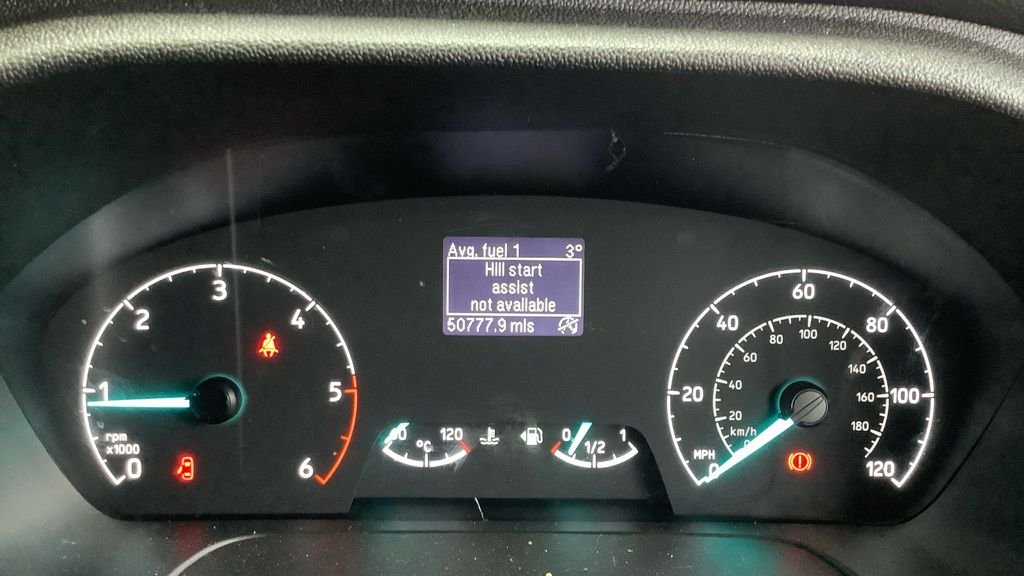 Avg. fuel 1 3°
Hill start
assist
not available
50777.9 mls
0
1
2
3
4
5
6
rpm
x1000
120
°C
0
1/2
1
0
20
40
60
80
100
120
MPH
20
40
60
80
100
120
140
160
180
km/h